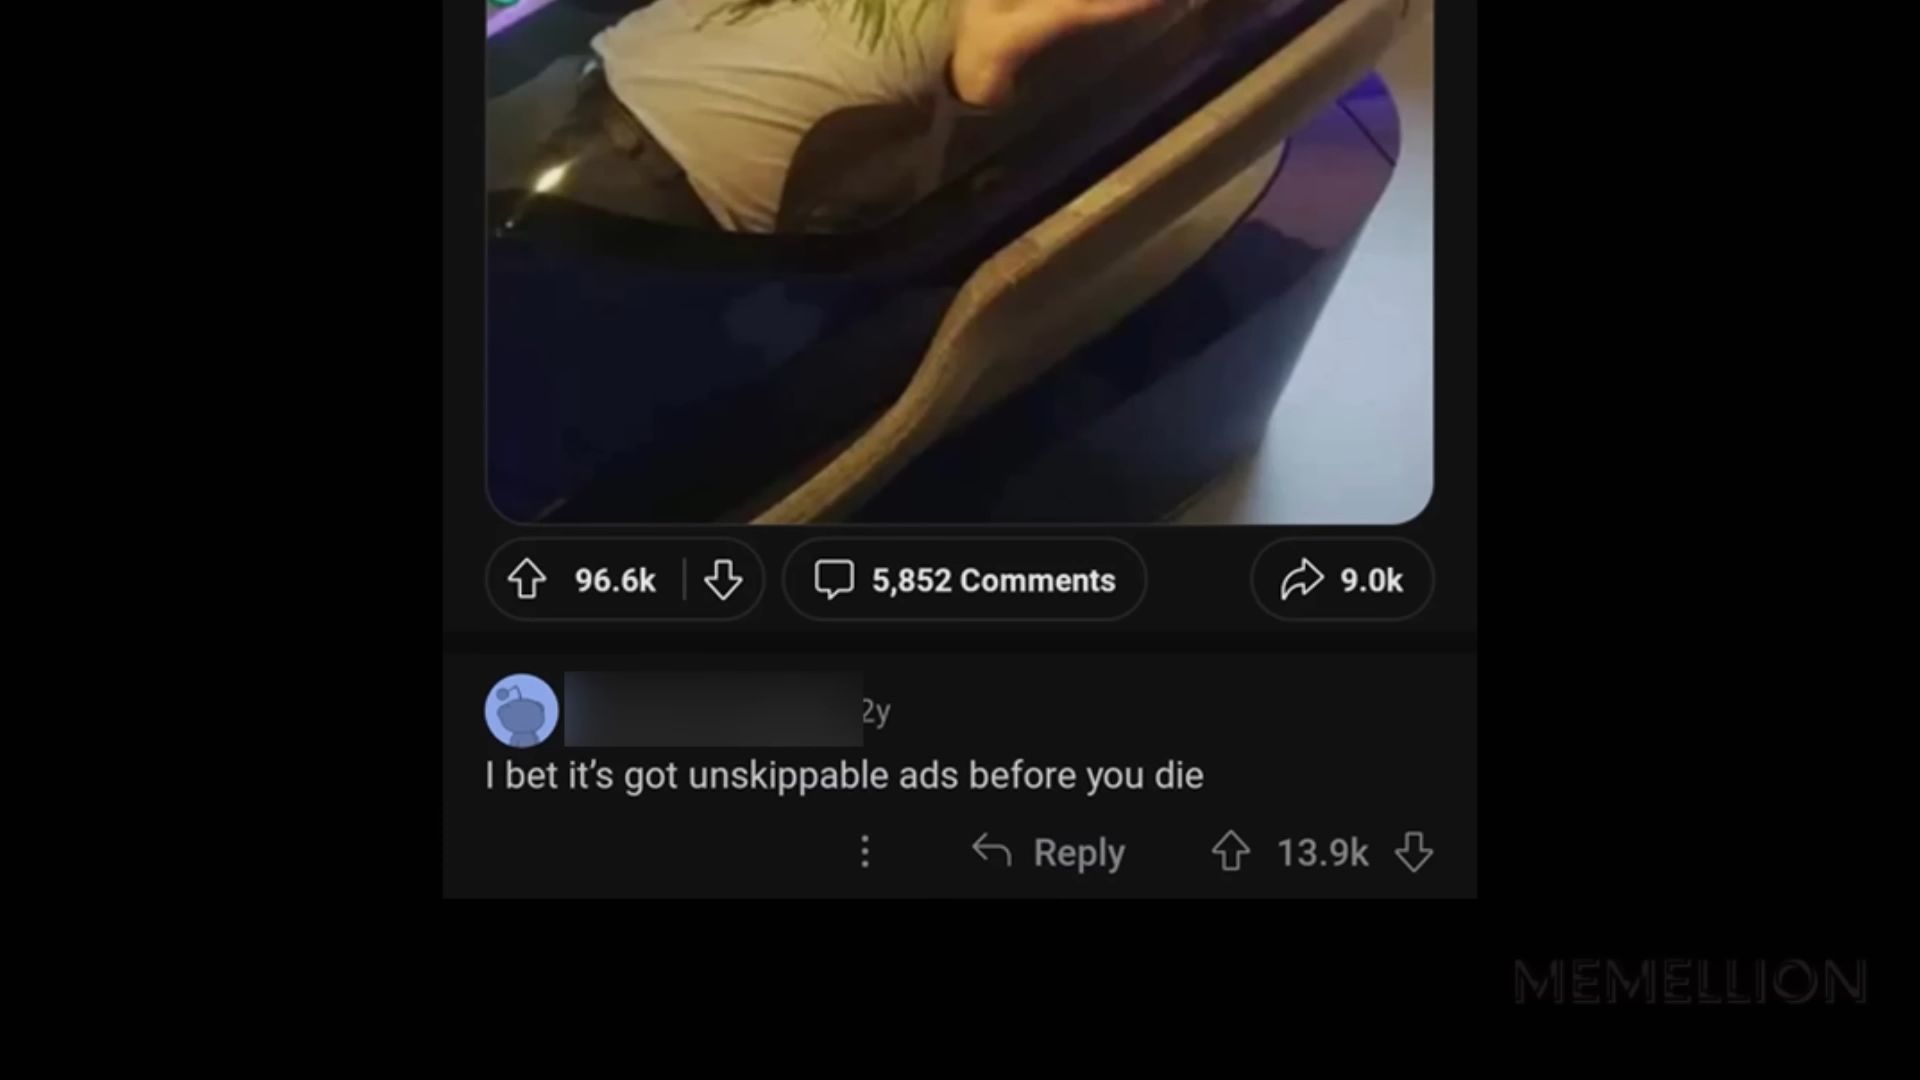 96.6k
5,852 Comments
9.0k
2y
I bet it’s got unskippable ads before you die
Reply
13.9k
MEMELLION